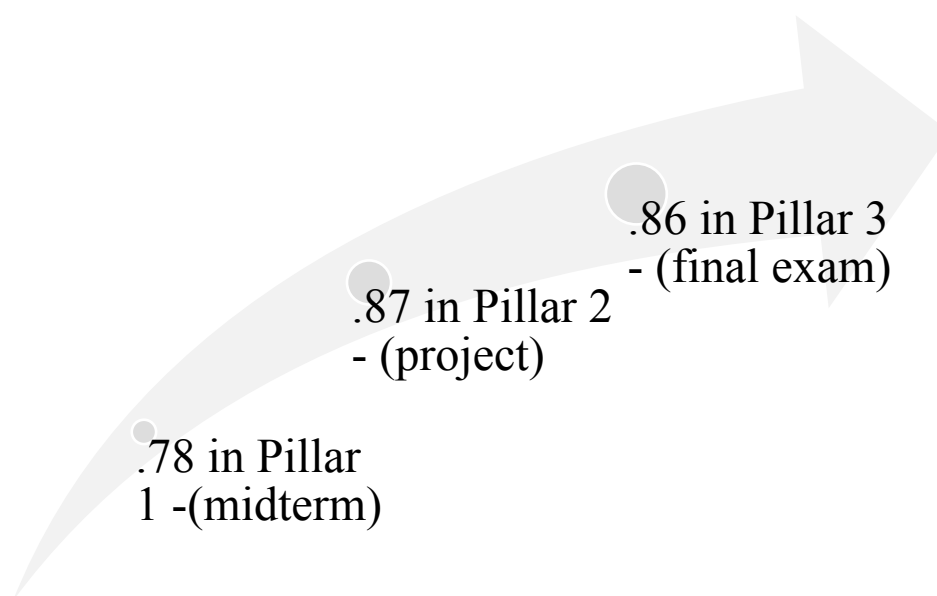 .86 in Pillar 3
- (final exam)
.87 in Pillar 2
- (project)
.78 in Pillar
1 -(midterm)